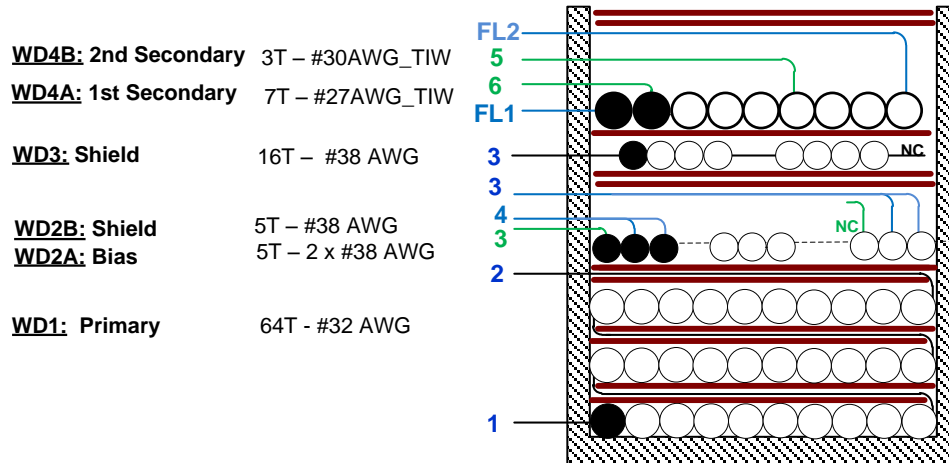 WD4B: 2nd Secondary 3T – #30AWG_TIW
WD4A: 1st Secondary 7T – #27AWG_TIW
WD3: Shield 16T – #38 AWG
WD2B: Shield 5T – #38 AWG
WD2A: Bias 5T – 2 x #38 AWG
WD1: Primary 64T - #32 AWG
FL2
5
6
FL1
3
NC
3
4
NC
3
2
1